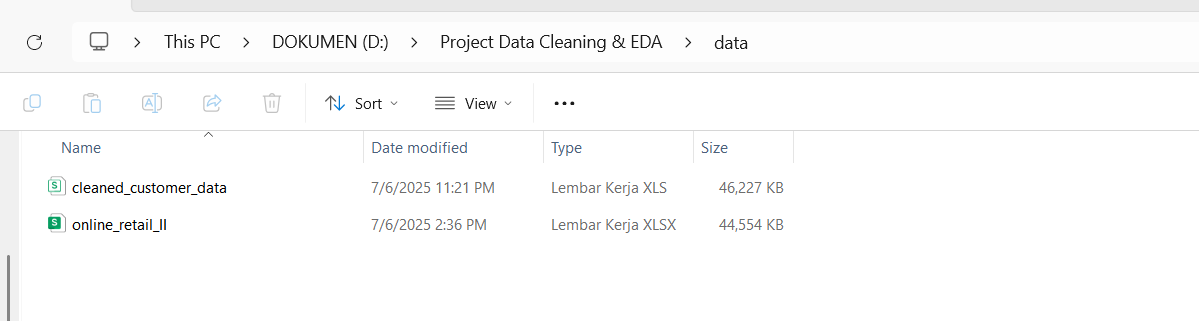 This PC > DOKUMEN (D:) > Project Data Cleaning & EDA > data
Sort View
Name Date modified Type Size
cleaned_customer_data 7/6/2025 11:21 PM Lembar Kerja XLS 46,227 KB
online_retail_II 7/6/2025 2:36 PM Lembar Kerja XLSX 44,554 KB